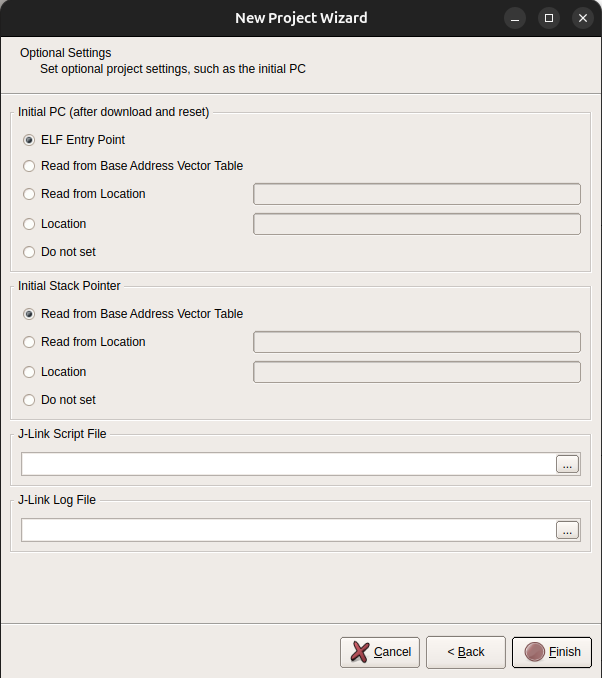 New Project Wizard
Optional Settings
Set optional project settings, such as the initial PC
Initial PC (after download and reset)
ELF Entry Point
Read from Base Address Vector Table
Read from Location
Location
Do not set
Initial Stack Pointer
Read from Base Address Vector Table
Read from Location
Location
Do not set
J-Link Script File
...
J-Link Log File
...
Cancel < Back Finish